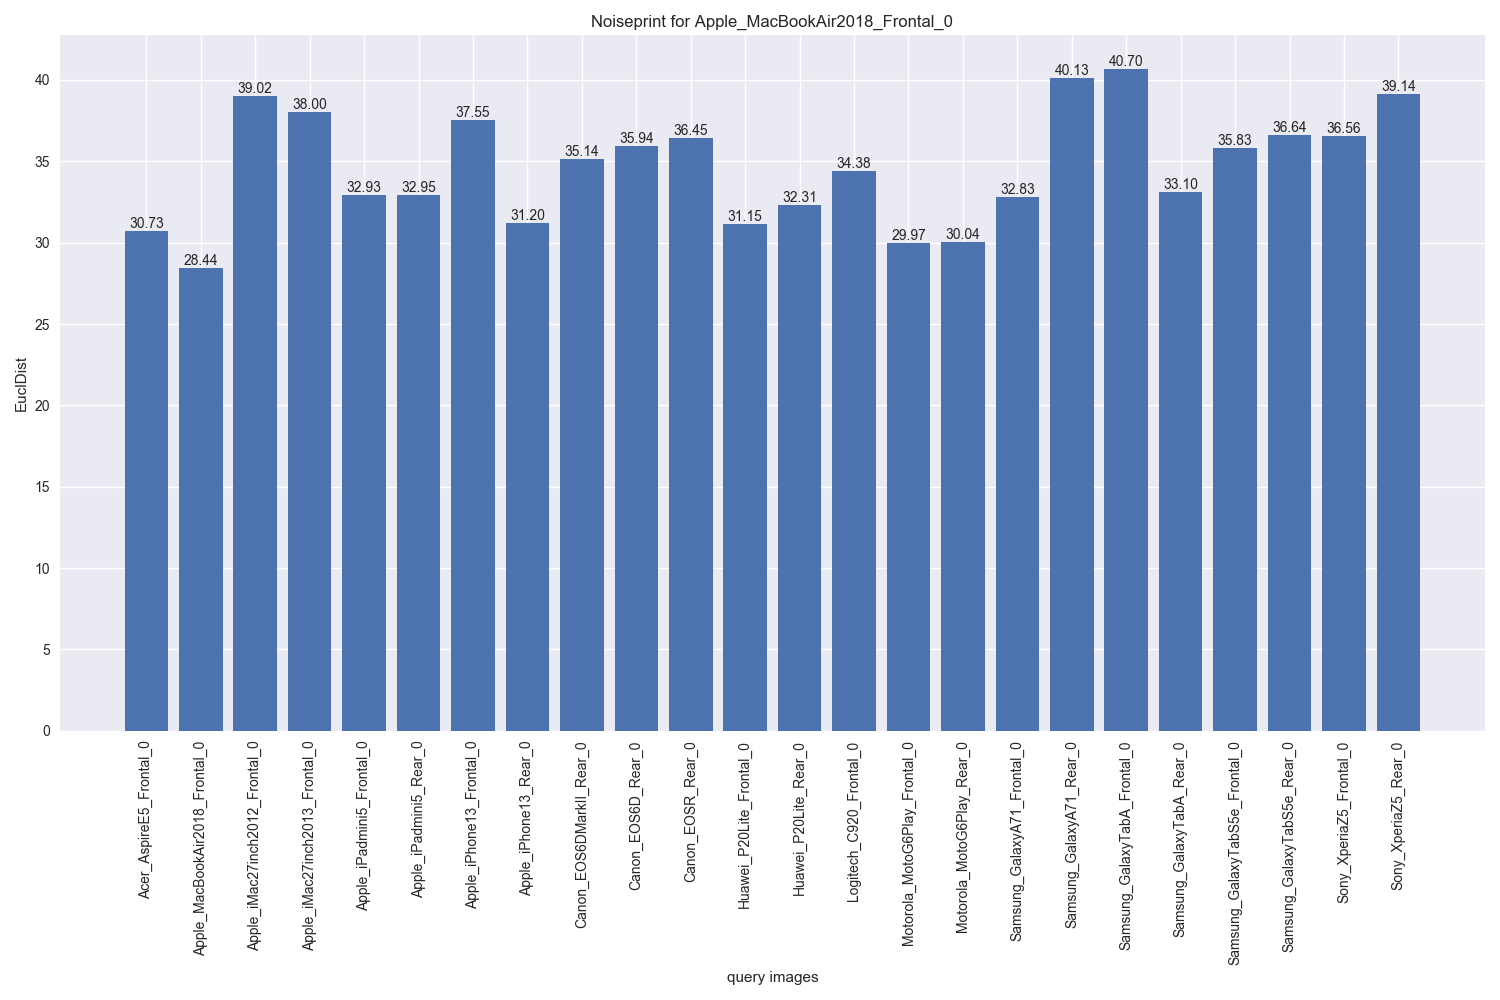 Noiseprint for Apple_MacBookAir2018_Frontal_0
EuclDist
40
35
30
25
20
15
10
5
0
30.73
28.44
39.02
38.00
32.93
32.95
37.55
31.20
35.14
35.94
36.45
31.15
32.31
34.38
29.97
30.04
32.83
40.13
40.70
33.10
35.83
36.64
36.56
39.14
Acer_AspireE5_Frontal_0
Apple_MacBookAir2018_Frontal_0
Apple_iMac27inch2012_Frontal_0
Apple_iMac27inch2013_Frontal_0
Apple_iPadmini5_Frontal_0
Apple_iPadmini5_Rear_0
Apple_iPhone13_Frontal_0
Apple_iPhone13_Rear_0
Canon_EOS6DMarkII_Rear_0
Canon_EOS6D_Rear_0
Canon_EOSR_Rear_0
Huawei_P20Lite_Frontal_0
Huawei_P20Lite_Rear_0
Logitech_C920_Frontal_0
Motorola_MotoG6Play_Frontal_0
Motorola_MotoG6Play_Rear_0
Samsung_GalaxyA71_Frontal_0
Samsung_GalaxyA71_Rear_0
Samsung_GalaxyTabA_Frontal_0
Samsung_GalaxyTabA_Rear_0
Samsung_GalaxyTabS5e_Frontal_0
Samsung_GalaxyTabS5e_Rear_0
Sony_XperiaZ5_Frontal_0
Sony_XperiaZ5_Rear_0
query images